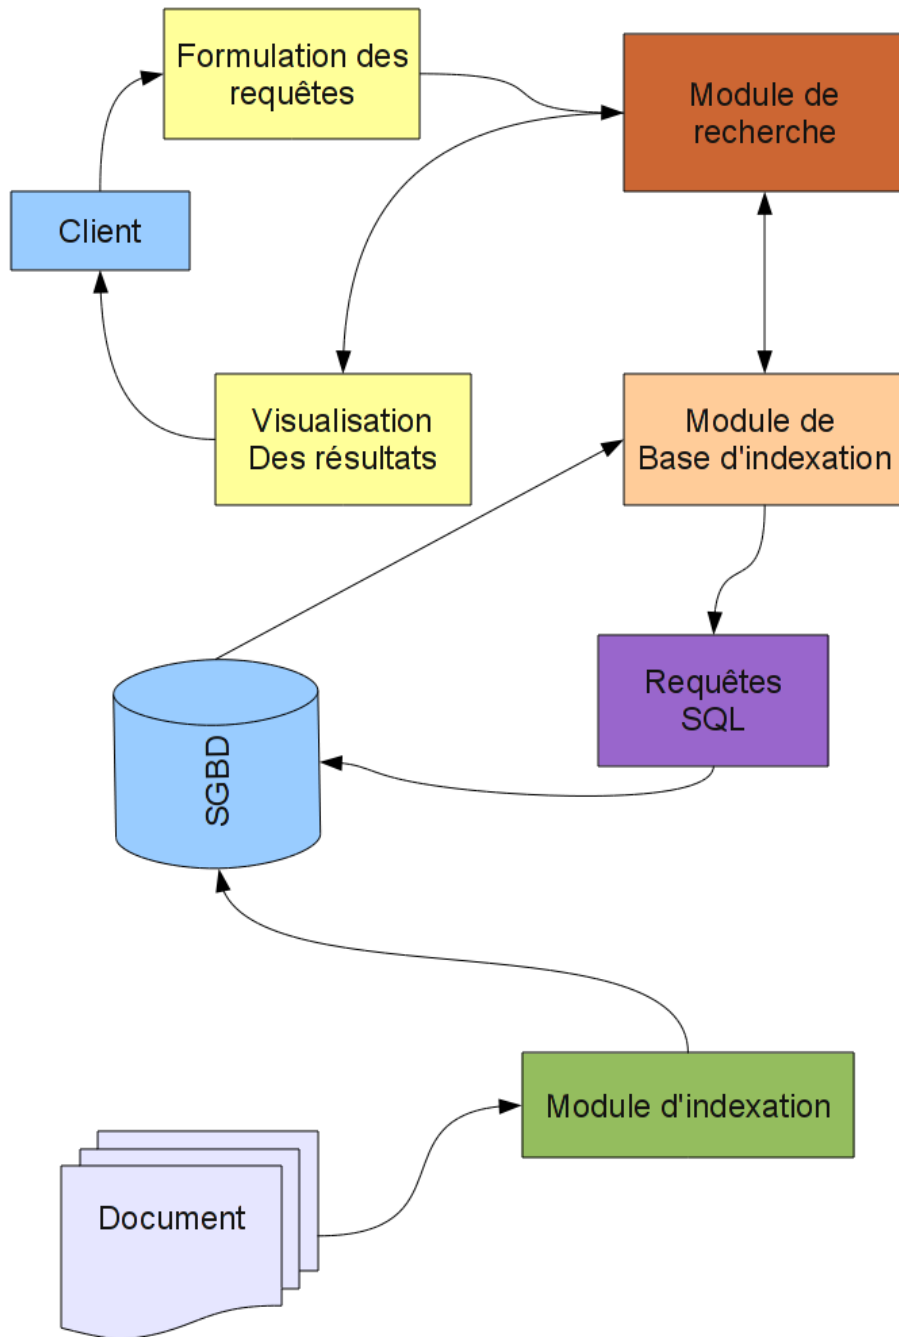 Formulation des
requêtes
Module de
recherche
Client
Visualisation
Des résultats
Module de
Base d'indexation
Requêtes
SQL
SGBD
Module d'indexation
Document